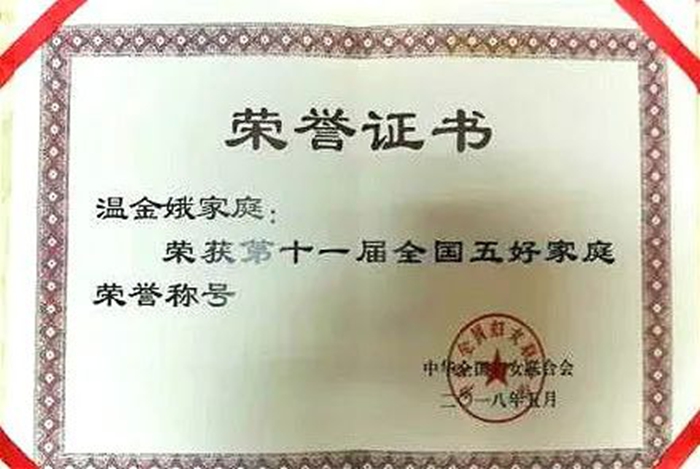 荣誉证书
温金娥家庭：
荣获第十一届全国五好家庭
荣誉称号
中华全国妇女联合会
二〇一八年五月